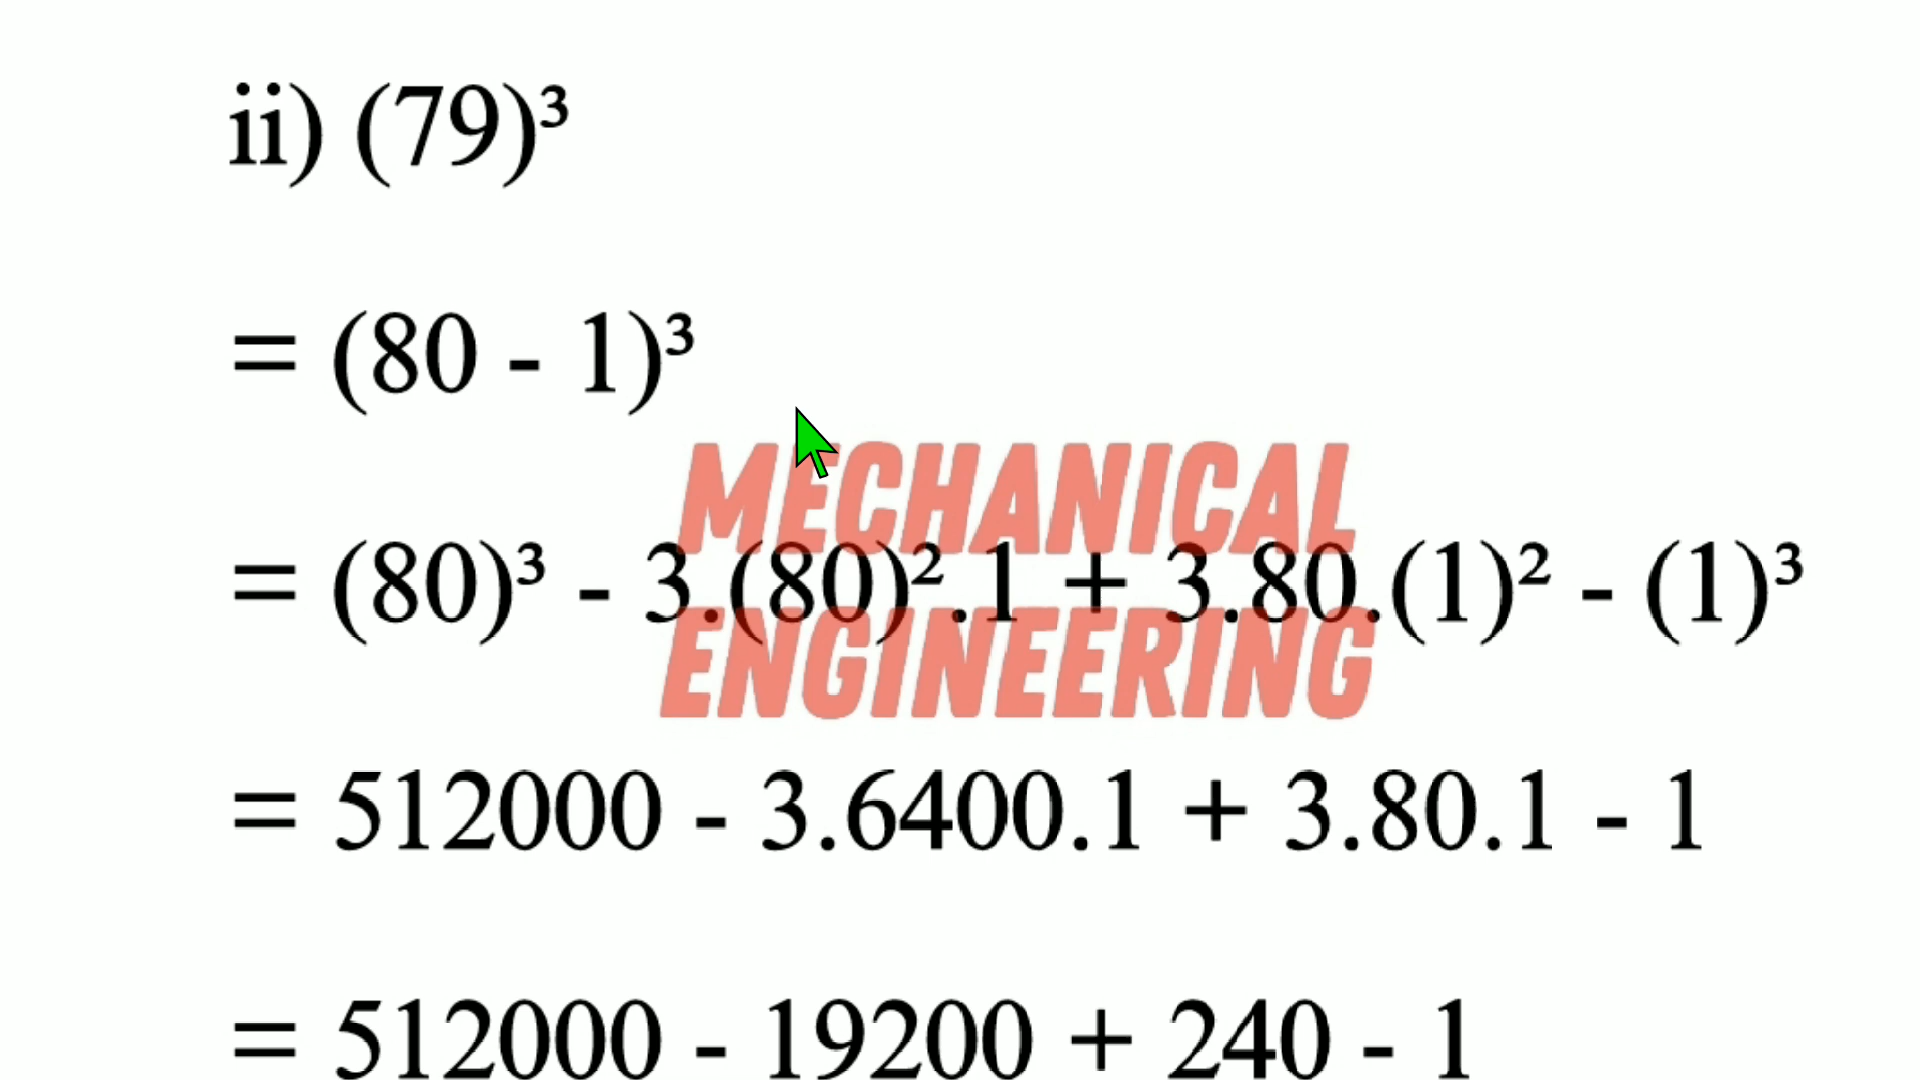 ii) (79)³
= (80 - 1)³
MECHANICAL
= (80)³ - 3.(80)².1 + 3.80.(1)² - (1)³
ENGINEERING
= 512000 - 3.6400.1 + 3.80.1 - 1
= 512000 - 19200 + 240 - 1